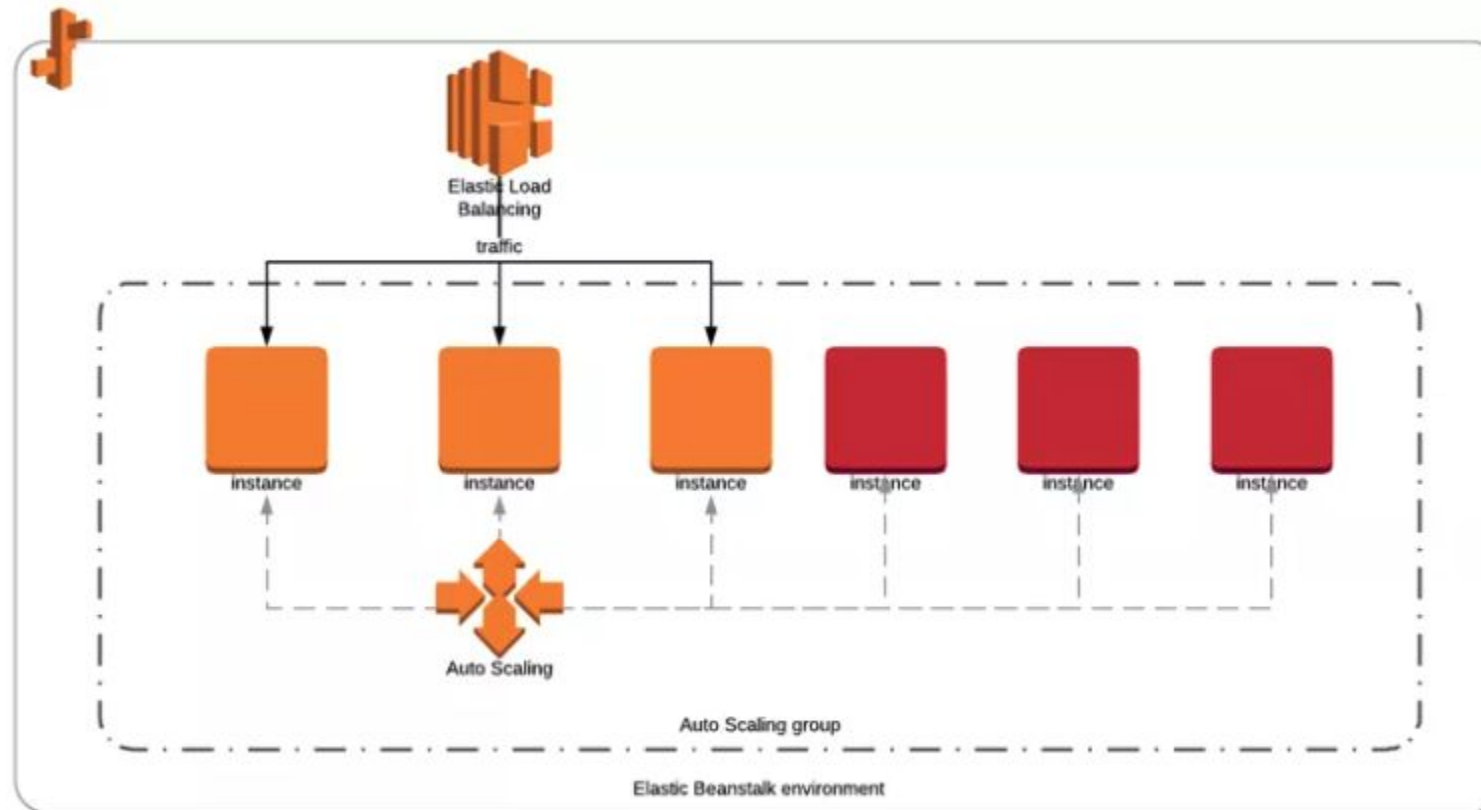 Elastic Load
Balancing
traffic
instance
instance
instance
instance
instance
instance
Auto Scaling
Auto Scaling group
Elastic Beanstalk environment